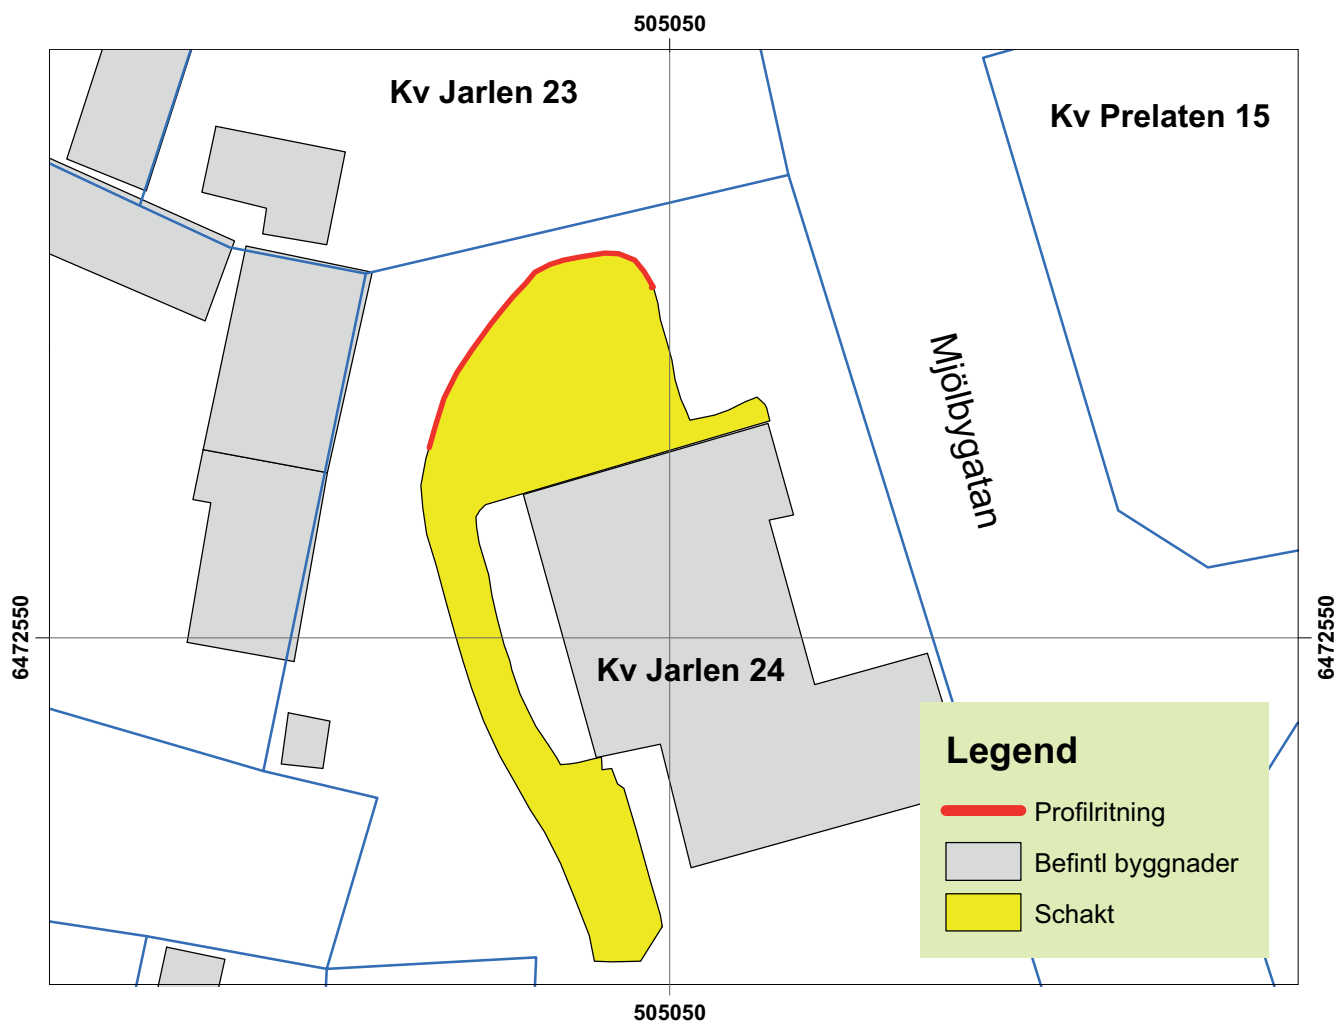 505050
Kv Jarlen 23
Kv Prelaten 15
Mjölbygatan
6472550
6472550
Kv Jarlen 24
Legend
Profilritning
Befintl byggnader
Schakt
505050